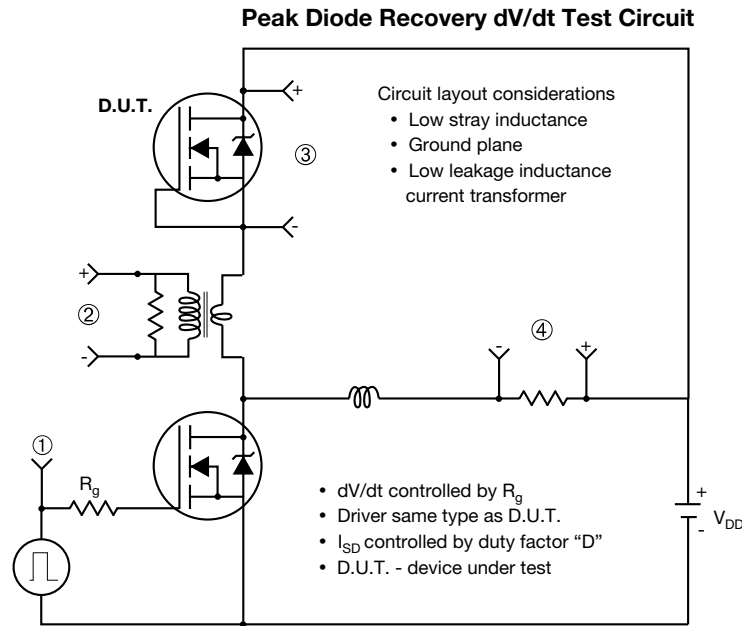 Peak Diode Recovery dV/dt Test Circuit
D.U.T.
+
Circuit layout considerations
• Low stray inductance
③
• Ground plane
• Low leakage inductance
current transformer
-
+
②
-
④
-
+
①
Rg
• dV/dt controlled by Rg
• Driver same type as D.U.T.
• ISD controlled by duty factor “D”
• D.U.T. - device under test
+
VDD
-